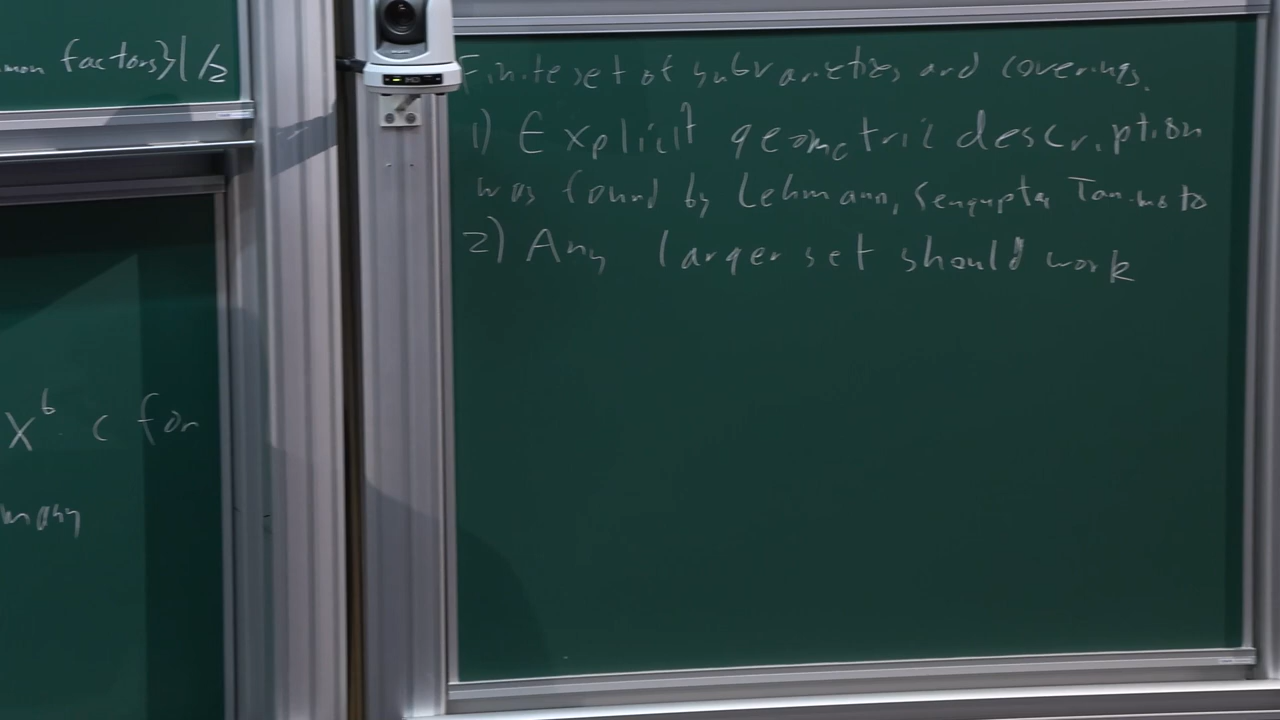 factors}|/2
X^6 c for
many
Finite set of subvarieties and coverings.
1) Explicit geometric description
was found by Lehmann, Sengupta, Tanimoto
2) Any larger set should work